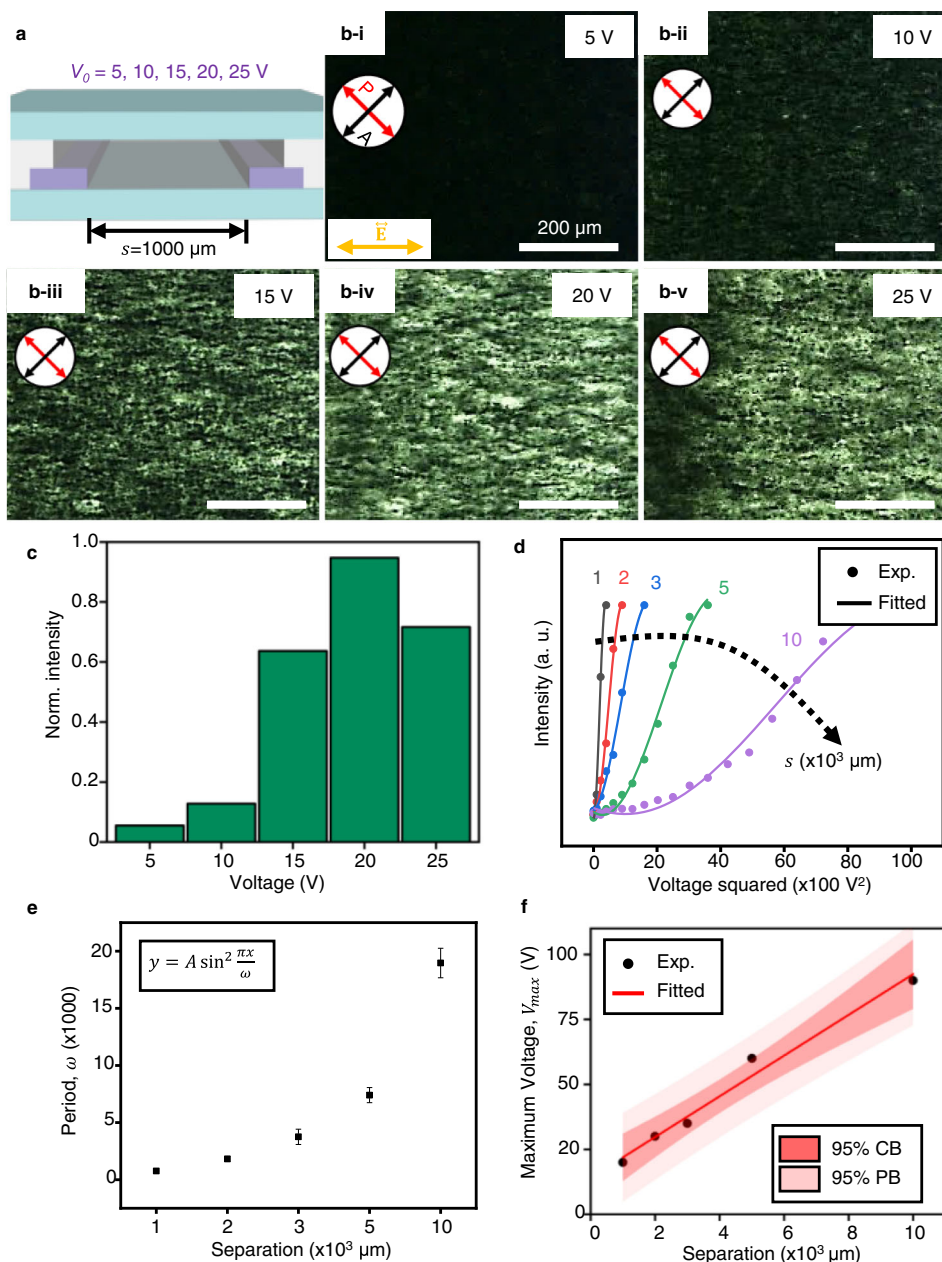 a
V₀ = 5, 10, 15, 20, 25 V
s=1000 µm
b-i
5 V
P
A
E
200 µm
b-ii
10 V
b-iii
15 V
b-iv
20 V
b-v
25 V
c
Norm. intensity
1.0
0.8
0.6
0.4
0.2
0
5 10 15 20 25
Voltage (V)
d
Intensity (a. u.)
1 2 3 5 10
Exp.
Fitted
s (x10³ µm)
0 20 40 60 80 100
Voltage squared (x100 V²)
e
y = A sin² πx/ω
Period, ω (x1000)
20
15
10
5
0
1 2 3 5 10
Separation (x10³ µm)
f
Exp.
Fitted
Maximum Voltage, Vmax (V)
100
75
50
20
0
95% CB
95% PB
0 2 4 6 8 10
Separation (x10³ µm)